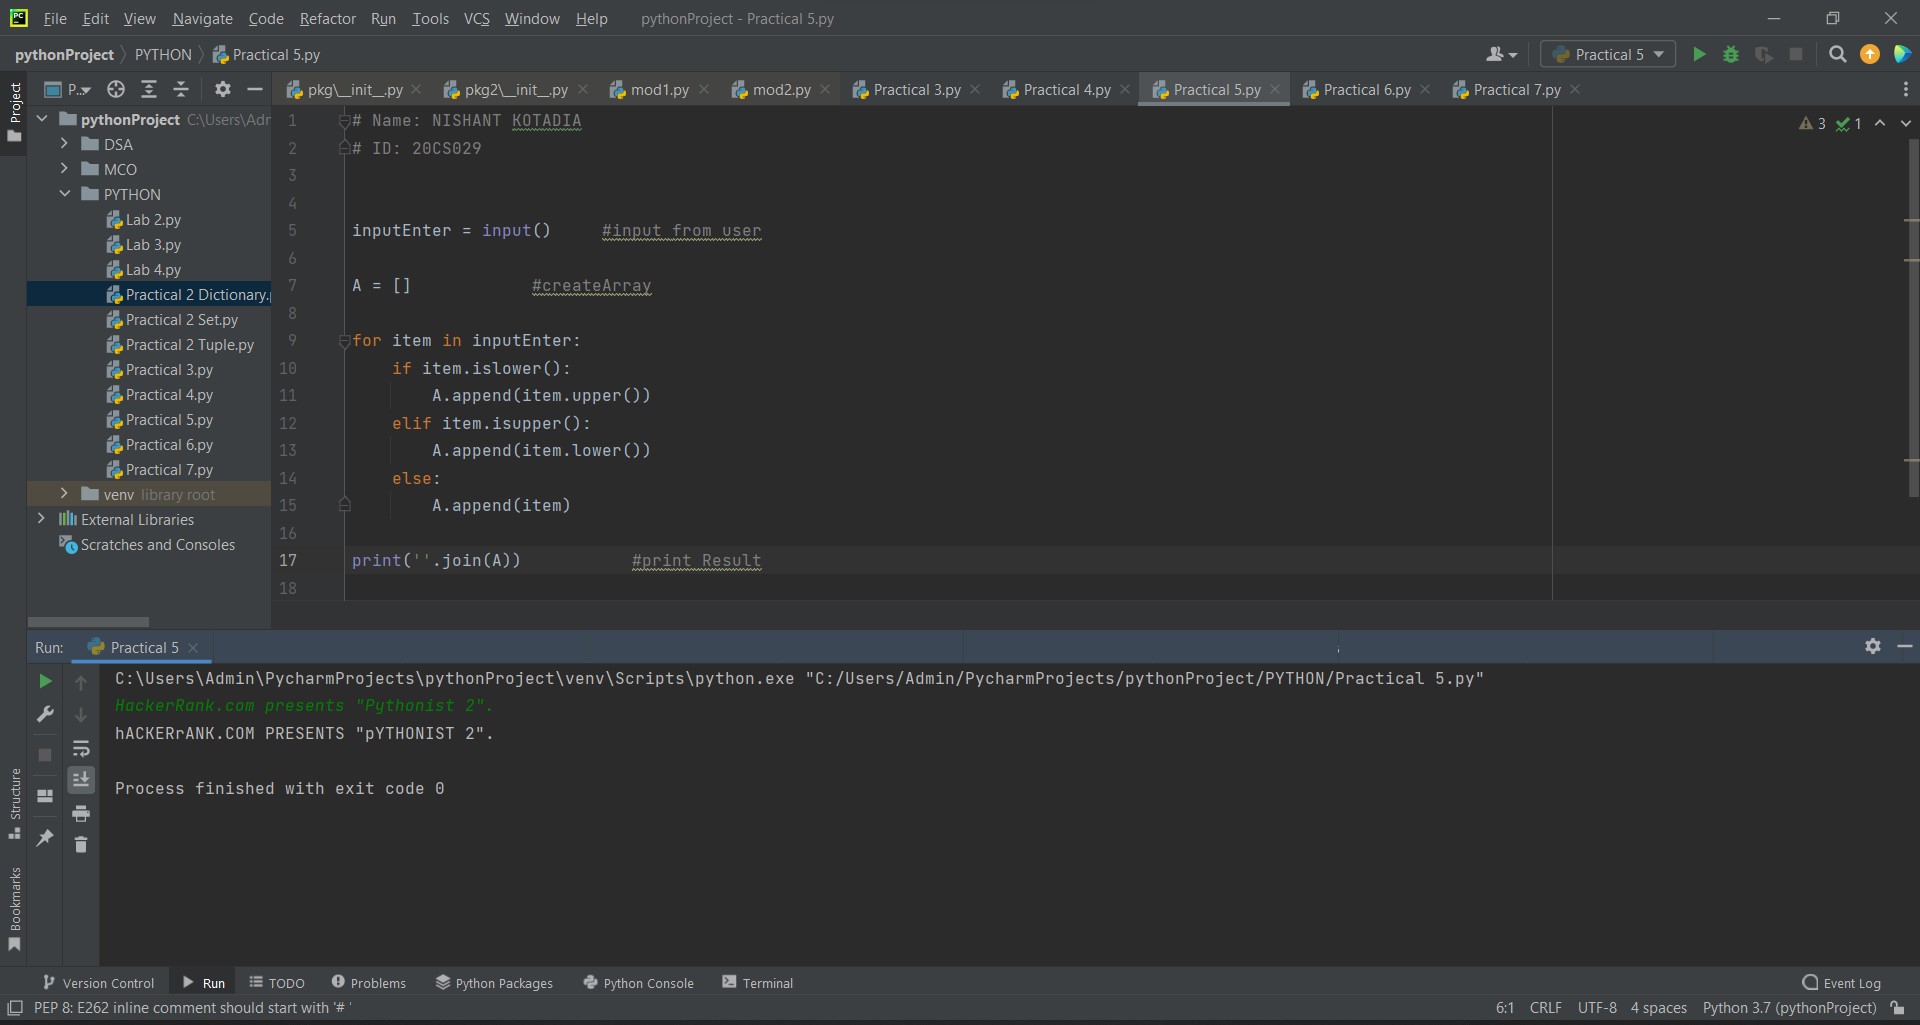 File Edit View Navigate Code Refactor Run Tools VCS Window Help pythonProject - Practical 5.py
pythonProject PYTHON Practical 5.py
Practical 5
Project
P...
pkg\__init__.py pkg2\__init__.py mod1.py mod2.py Practical 3.py Practical 4.py Practical 5.py Practical 6.py Practical 7.py
pythonProject C:\Users\Adr
DSA
MCO
PYTHON
Lab 2.py
Lab 3.py
Lab 4.py
Practical 2 Dictionary.
Practical 2 Set.py
Practical 2 Tuple.py
Practical 3.py
Practical 4.py
Practical 5.py
Practical 6.py
Practical 7.py
venv library root
External Libraries
Scratches and Consoles
3 1
1 # Name: NISHANT KOTADIA
2 # ID: 20CS029
3
4
5 inputEnter = input() #input from user
6
7 A = [] #createArray
8
9 for item in inputEnter:
10 if item.islower():
11 A.append(item.upper())
12 elif item.isupper():
13 A.append(item.lower())
14 else:
15 A.append(item)
16
17 print(''.join(A)) #print Result
18
Run: Practical 5
C:\Users\Admin\PycharmProjects\pythonProject\venv\Scripts\python.exe "C:/Users/Admin/PycharmProjects/pythonProject/PYTHON/Practical 5.py"
HackerRank.com presents "Pythonist 2".
hACKERrANK.COM PRESENTS "pYTHONIST 2".
Process finished with exit code 0
Structure
Bookmarks
Version Control Run TODO Problems Python Packages Python Console Terminal Event Log
PEP 8: E262 inline comment should start with '# ' 6:1 CRLF UTF-8 4 spaces Python 3.7 (pythonProject)